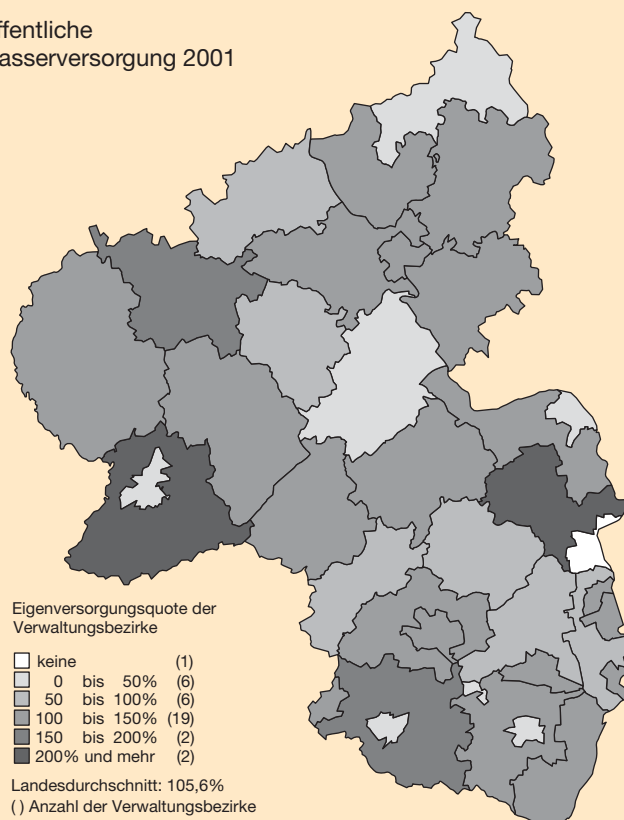 ffentliche
asserversorgung 2001
Eigenversorgungsquote der
Verwaltungsbezirke
keine (1)
0 bis 50% (6)
50 bis 100% (6)
100 bis 150% (19)
150 bis 200% (2)
200% und mehr (2)
Landesdurchschnitt: 105,6%
( ) Anzahl der Verwaltungsbezirke